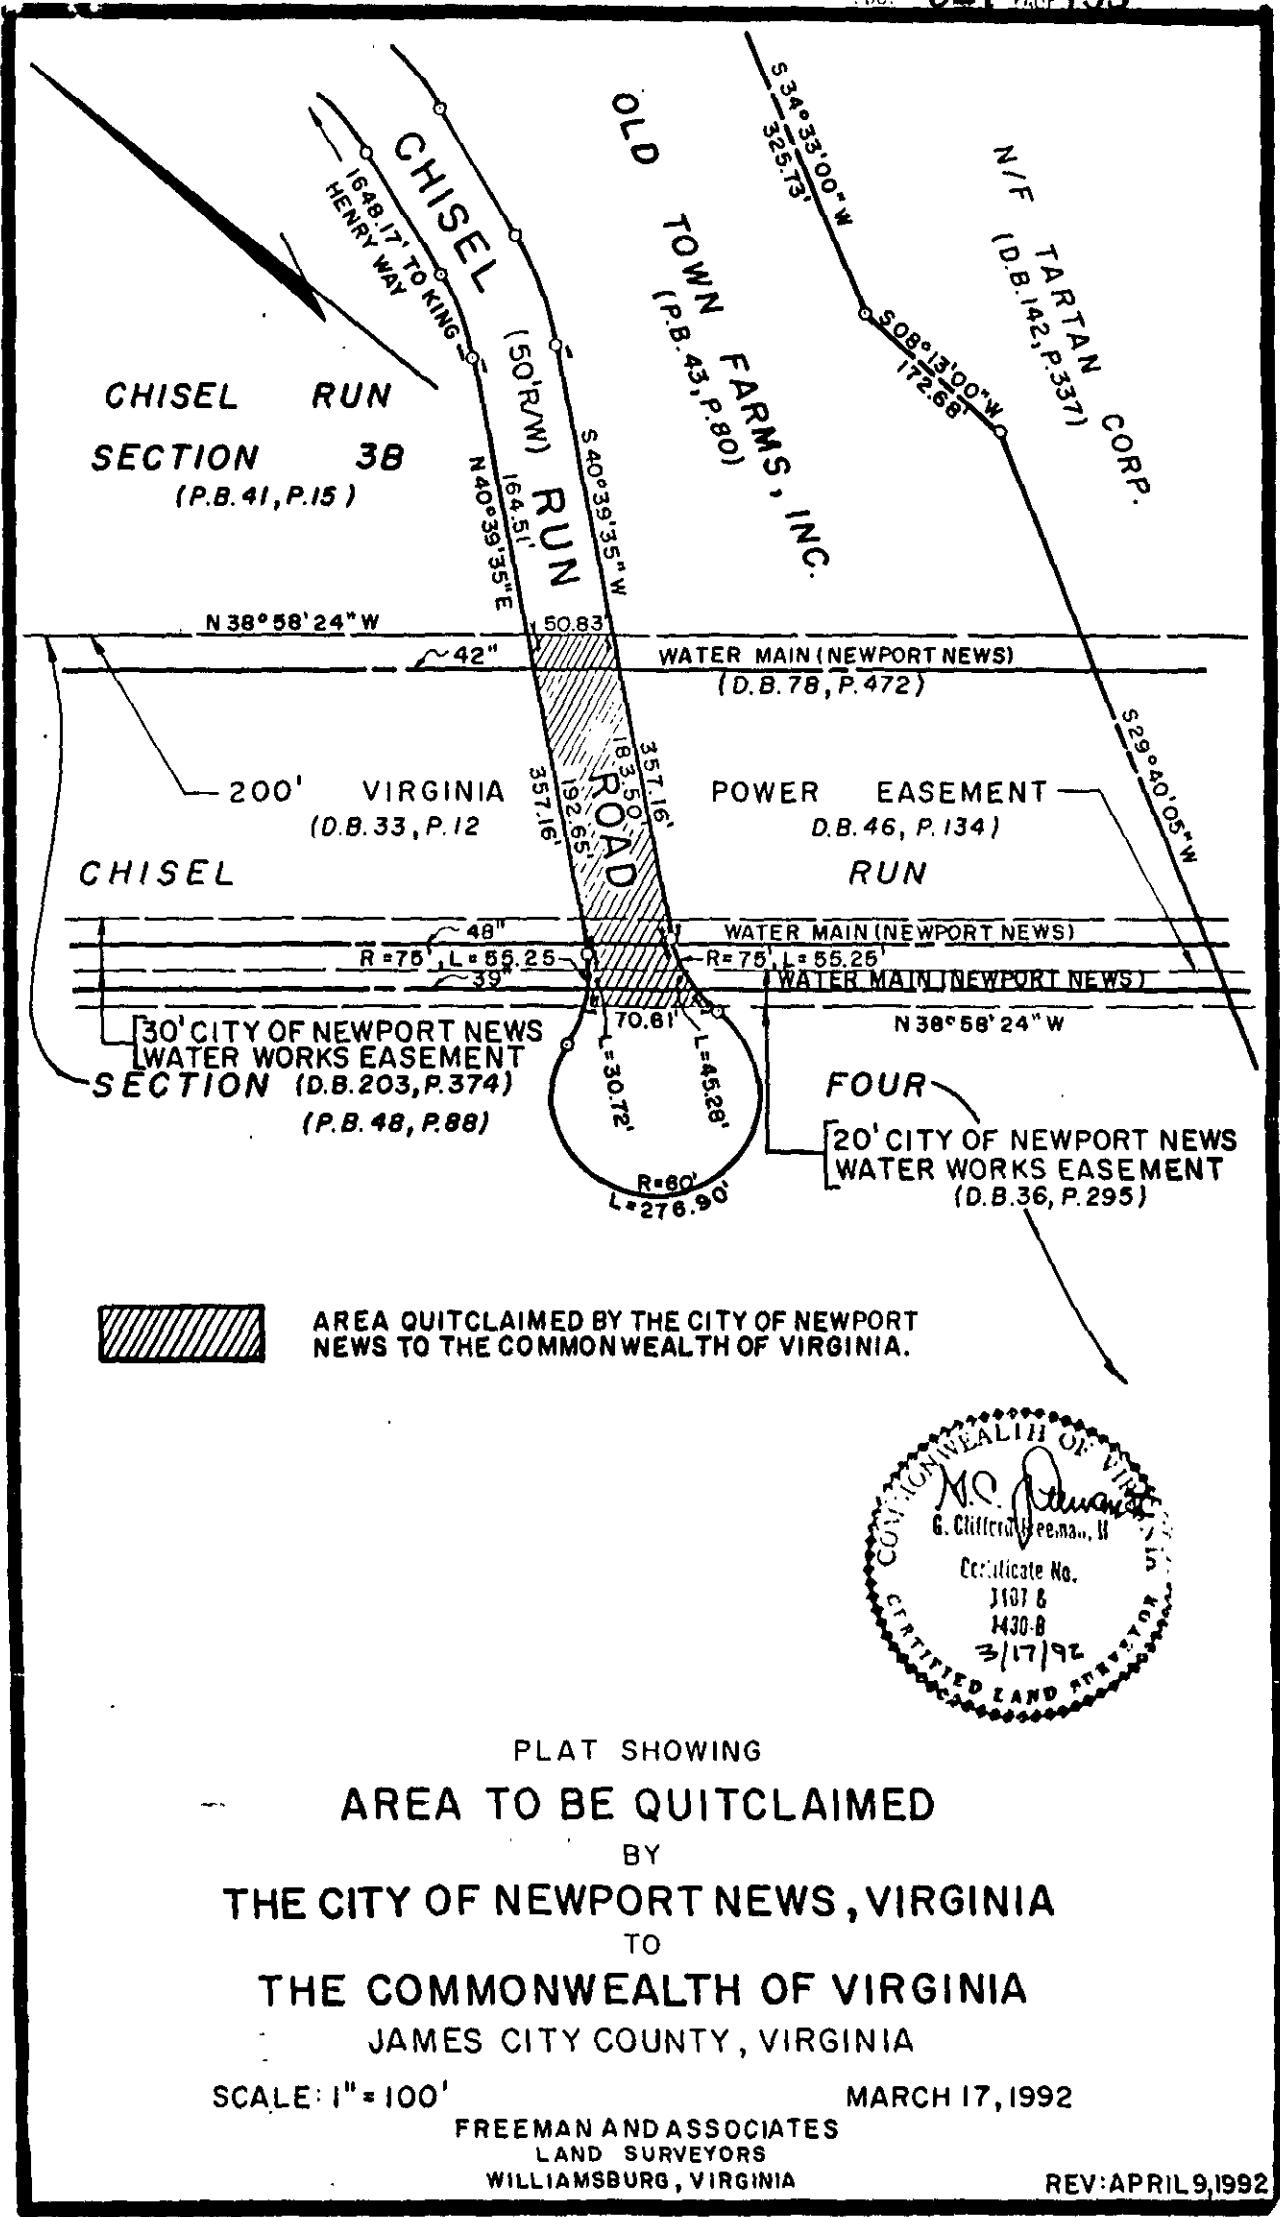 CHISEL RUN ROAD
(50'R/W)
1648.17' TO KING
HENRY WAY
OLD TOWN FARMS, INC.
(P.B. 43, P.80)
S 34°33'00" W
325.73'
N/F TARTAN CORP.
(D.B.142, P.337)
S08°13'00"W
172.68'
CHISEL RUN
SECTION 3B
(P.B. 41, P.15)
N40°39'35"E
164.51'
S 40°39'35" W
N 38°58'24" W
50.83'
42"
WATER MAIN (NEWPORT NEWS)
(D.B. 78, P. 472)
S29°40'05"W
200' VIRGINIA POWER EASEMENT
(D.B. 33, P. 12 D.B. 46, P. 134)
357.16'
192.65'
183.50'
357.16'
CHISEL RUN
48"
WATER MAIN (NEWPORT NEWS)
R=75', L=55.25
R=75', L=55.25'
39"
WATER MAIN (NEWPORT NEWS)
70.61'
N 38°58'24" W
30' CITY OF NEWPORT NEWS
WATER WORKS EASEMENT
(D.B. 203, P. 374)
SECTION FOUR
(P.B. 48, P.88)
L=30.72'
L=45.28'
20' CITY OF NEWPORT NEWS
WATER WORKS EASEMENT
(D.B.36, P. 295)
R=60'
L=276.90'
AREA QUITCLAIMED BY THE CITY OF NEWPORT
NEWS TO THE COMMONWEALTH OF VIRGINIA.
COMMONWEALTH OF VIRGINIA
G. Clifford Freeman, II
Certificate No.
3/17/92
CERTIFIED LAND SURVEYOR
PLAT SHOWING
AREA TO BE QUITCLAIMED
BY
THE CITY OF NEWPORT NEWS, VIRGINIA
TO
THE COMMONWEALTH OF VIRGINIA
JAMES CITY COUNTY, VIRGINIA
SCALE: 1" = 100'
MARCH 17, 1992
FREEMAN AND ASSOCIATES
LAND SURVEYORS
WILLIAMSBURG, VIRGINIA
REV: APRIL 9, 1992